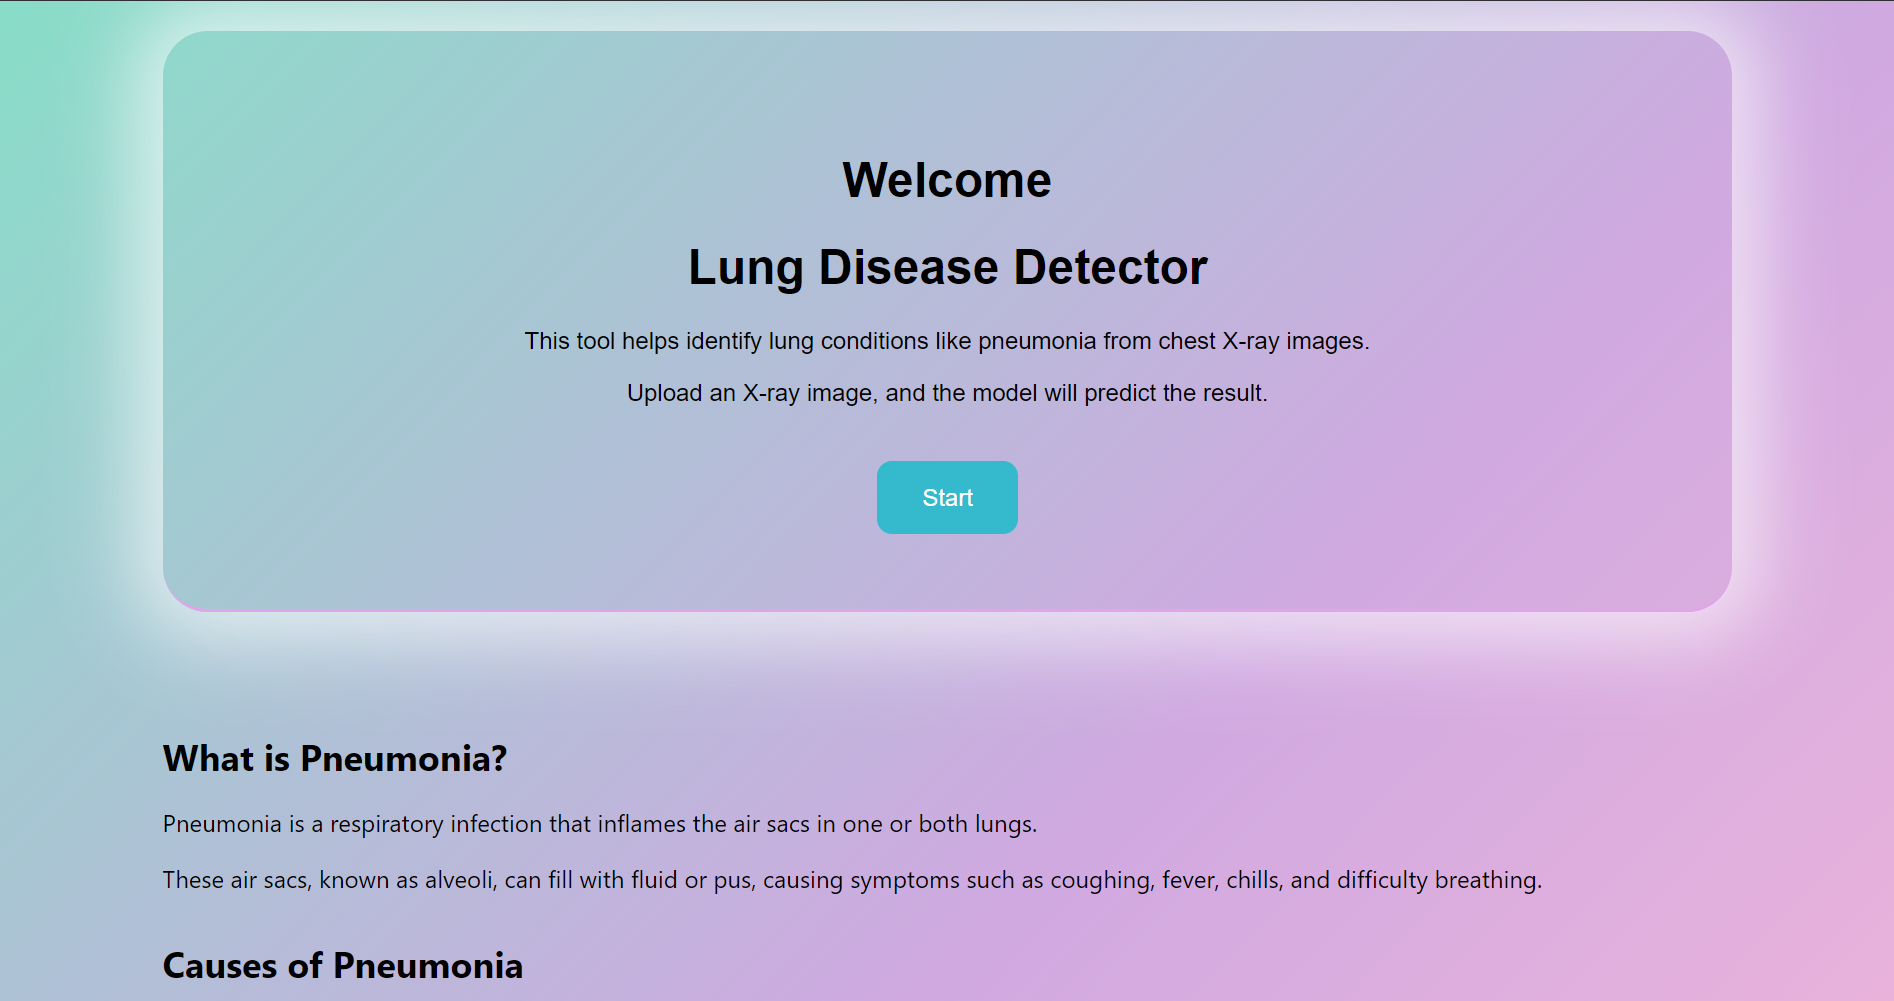 Welcome
Lung Disease Detector
This tool helps identify lung conditions like pneumonia from chest X-ray images.
Upload an X-ray image, and the model will predict the result.
Start
What is Pneumonia?
Pneumonia is a respiratory infection that inflames the air sacs in one or both lungs.
These air sacs, known as alveoli, can fill with fluid or pus, causing symptoms such as coughing, fever, chills, and difficulty breathing.
Causes of Pneumonia